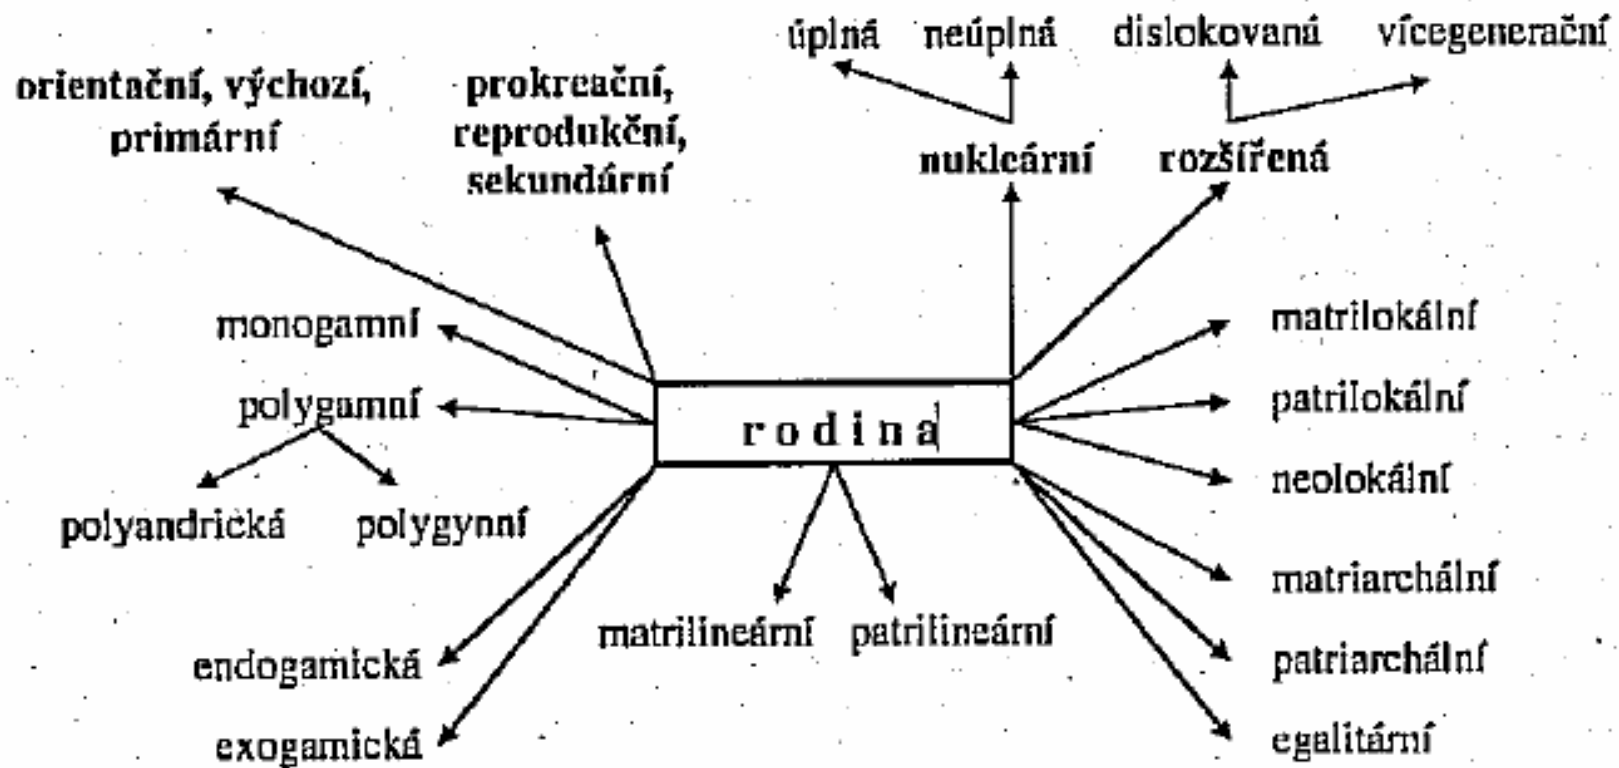 úplná neúplná dislokovaná vícegenerační
orientační, výchozí,
primární
prokreační,
reprodukční,
sekundární
nukleární rozšířená
monogamní
matrilokální
polygamní
patrilokální
rodina
neolokální
polyandrická polygynní
matriarchální
matrilineární patrilineární
endogamická
patriarchální
exogamická
egalitární